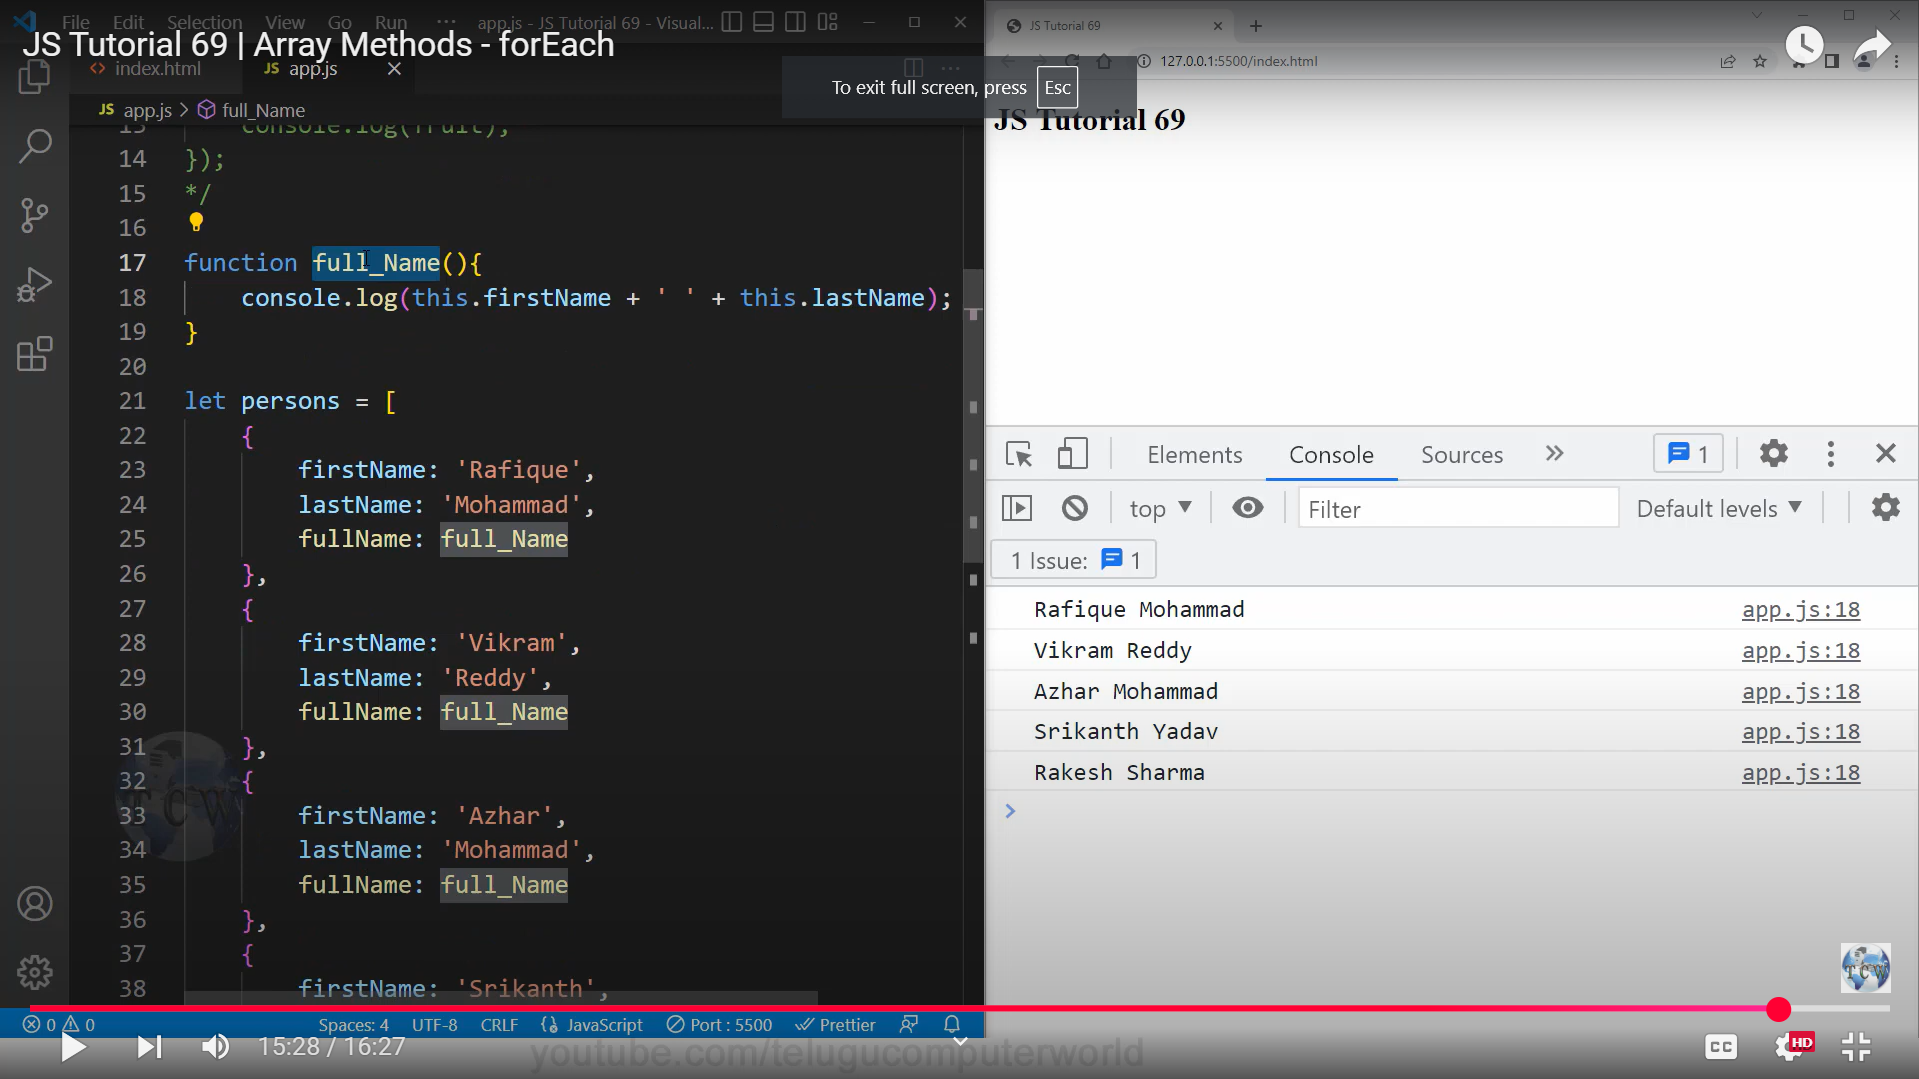 File Edit Selection View Go Run ··· app.js - JS Tutorial 69 - Visual...
JS Tutorial 69 | Array Methods - forEach
index.html
JS app.js
JS app.js > full_Name
To exit full screen, press Esc
13 console.log(fruit);
14 });
15 */
16
17 function full_Name(){
18 console.log(this.firstName + ' ' + this.lastName);
19 }
20
21 let persons = [
22 {
23 firstName: 'Rafique',
24 lastName: 'Mohammad',
25 fullName: full_Name
26 },
27 {
28 firstName: 'Vikram',
29 lastName: 'Reddy',
30 fullName: full_Name
31 },
32 {
33 firstName: 'Azhar',
34 lastName: 'Mohammad',
35 fullName: full_Name
36 },
37 {
38 firstName: 'Srikanth',
TCW
0 0 Spaces: 4 UTF-8 CRLF {} JavaScript Port : 5500 Prettier
JS Tutorial 69
127.0.0.1:5500/index.html
JS Tutorial 69
Elements Console Sources » 1
top Filter Default levels
1 Issue: 1
Rafique Mohammad app.js:18
Vikram Reddy app.js:18
Azhar Mohammad app.js:18
Srikanth Yadav app.js:18
Rakesh Sharma app.js:18
>
TCW
15:28 / 16:27
youtube.com/telugucomputerworld
CC HD